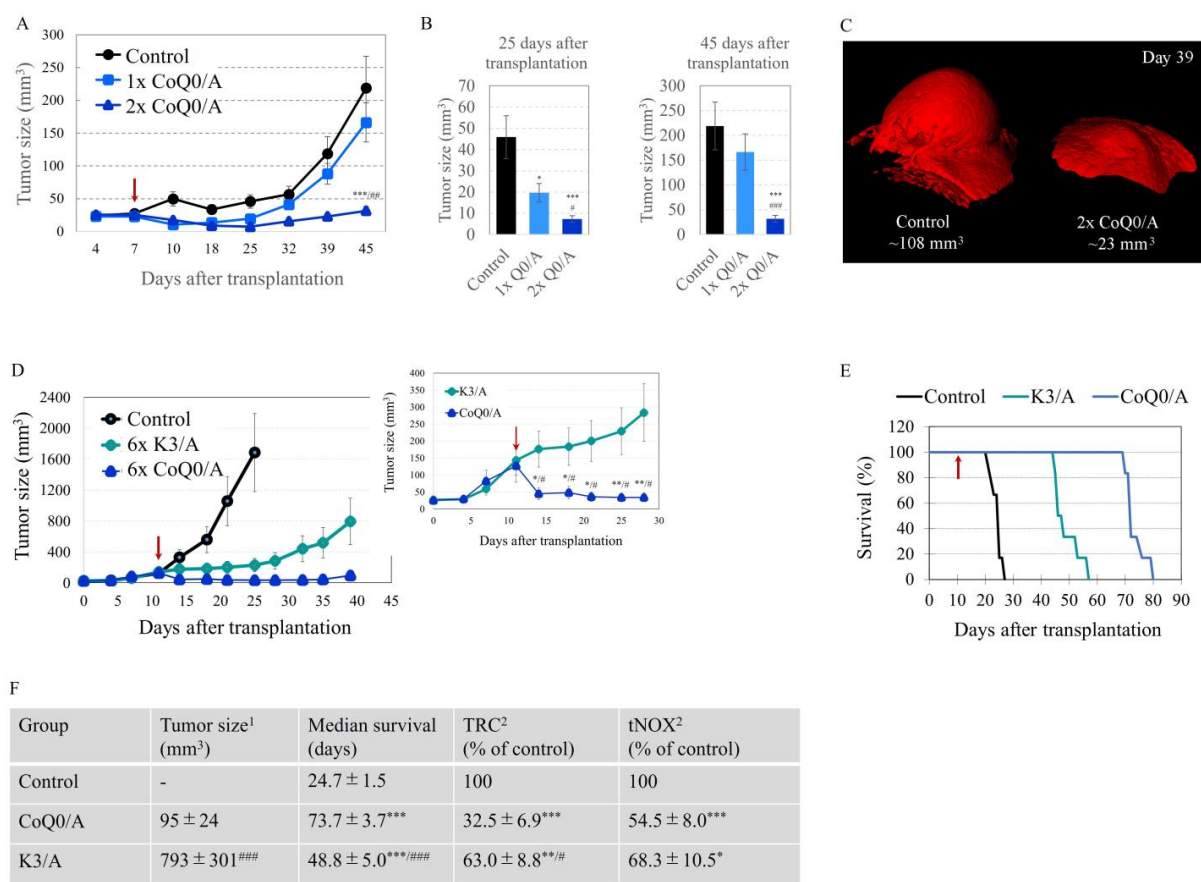 A
Tumor size (mm³)
300
250
200
150
100
50
0
Control
1x CoQ0/A
2x CoQ0/A
***/##
4 7 10 18 25 32 39 45
Days after transplantation
B
25 days after
transplantation
Tumor size (mm³)
70
60
50
40
30
20
10
0
*
***
#
Control
1x Q0/A
2x Q0/A
45 days after
transplantation
Tumor size (mm³)
300
250
200
150
100
50
0
***
###
Control
1x Q0/A
2x Q0/A
C
Day 39
Control
~108 mm³
2x CoQ0/A
~23 mm³
D
Tumor size (mm³)
2400
2000
1600
1200
800
400
0
Control
6x K3/A
6x CoQ0/A
0 5 10 15 20 25 30 35 40 45
Days after transplantation
Tumor size (mm³)
400
350
300
250
200
150
100
50
0
K3/A
CoQ0/A
*/# */# */# **/# **/#
0 5 10 15 20 25 30
Days after transplantation
E
Control K3/A CoQ0/A
Survival (%)
120
100
80
60
40
20
0
0 10 20 30 40 50 60 70 80 90
Days after transplantation
F
Group Tumor size¹ (mm³) Median survival (days) TRC² (% of control) tNOX² (% of control)
Control - 24.7 ± 1.5 100 100
CoQ0/A 95 ± 24 73.7 ± 3.7*** 32.5 ± 6.9*** 54.5 ± 8.0***
K3/A 793 ± 301### 48.8 ± 5.0***/### 63.0 ± 8.8**/# 68.3 ± 10.5*